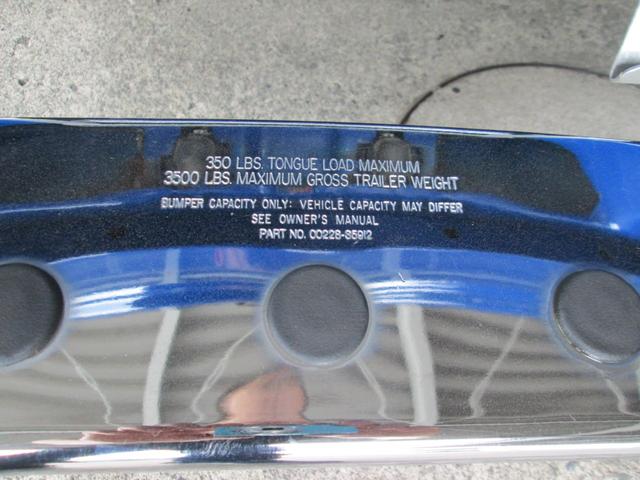 350 LBS. TONGUE LOAD MAXIMUM
3500 LBS. MAXIMUM GROSS TRAILER WEIGHT
BUMPER CAPACITY ONLY: VEHICLE CAPACITY MAY DIFFER
SEE OWNER'S MANUAL
PART NO. 00228-35912